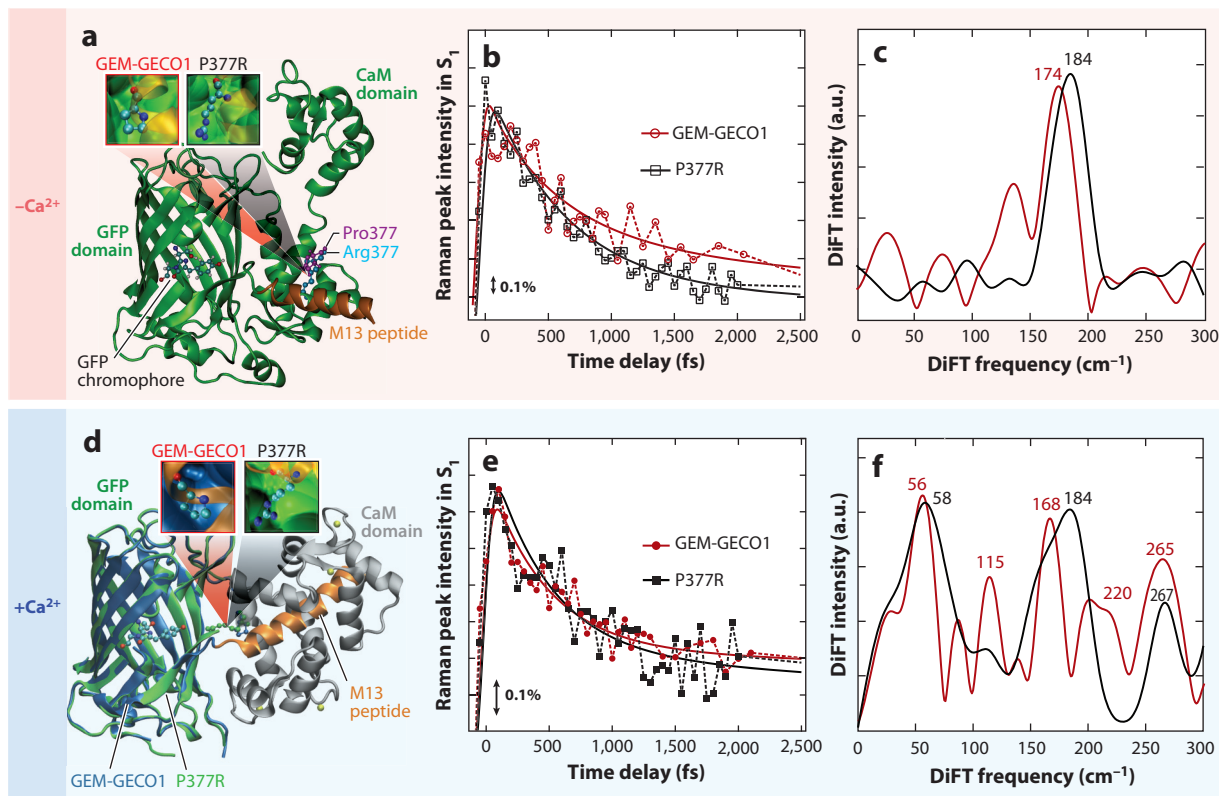 −Ca²⁺
a
GEM-GECO1 P377R
CaM
domain
GFP
domain
Pro377
Arg377
M13 peptide
GFP
chromophore
b
Raman peak intensity in S₁
GEM-GECO1
P377R
0.1%
0 500 1,000 1,500 2,000 2,500
Time delay (fs)
c
DiFT intensity (a.u.)
174
184
0 50 100 150 200 250 300
DiFT frequency (cm⁻¹)
+Ca²⁺
d
GEM-GECO1 P377R
GFP
domain
CaM
domain
M13
peptide
GEM-GECO1 P377R
e
Raman peak intensity in S₁
GEM-GECO1
P377R
0.1%
0 500 1,000 1,500 2,000 2,500
Time delay (fs)
f
DiFT intensity (a.u.)
56
58
115
168
184
220
265
267
0 50 100 150 200 250 300
DiFT frequency (cm⁻¹)